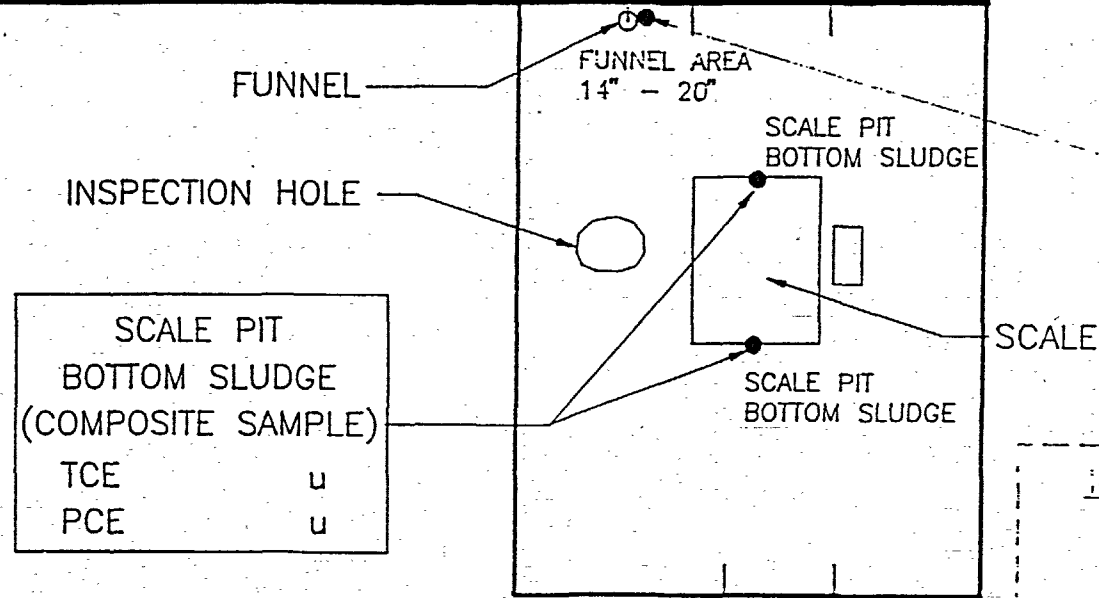 FUNNEL
FUNNEL AREA
14" - 20"
SCALE PIT
BOTTOM SLUDGE
INSPECTION HOLE
SCALE
SCALE PIT
BOTTOM SLUDGE
(COMPOSITE SAMPLE)
TCE u
PCE u
SCALE PIT
BOTTOM SLUDGE